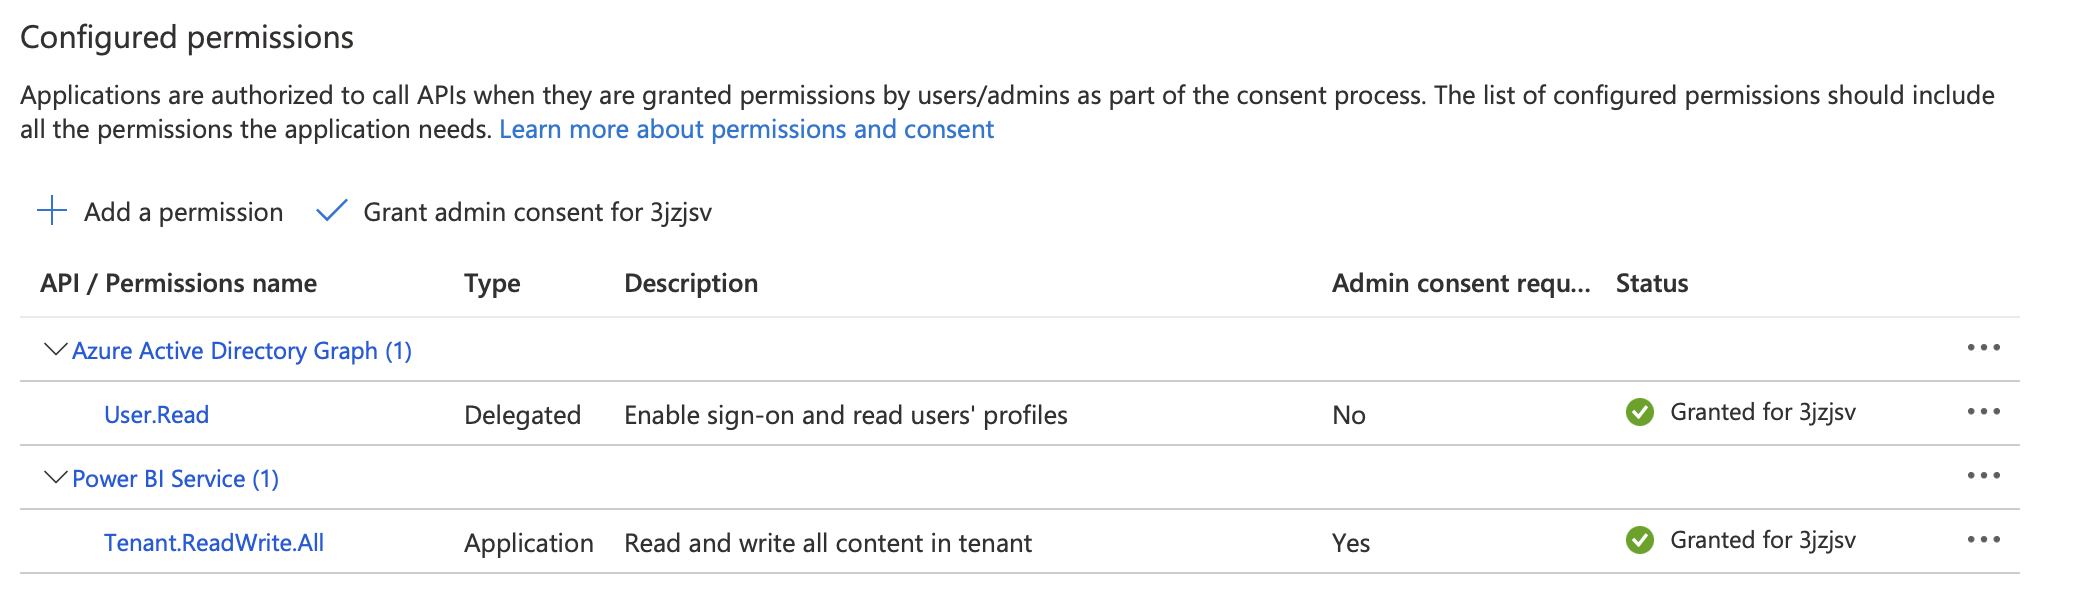 Configured permissions
Applications are authorized to call APIs when they are granted permissions by users/admins as part of the consent process. The list of configured permissions should include
all the permissions the application needs. Learn more about permissions and consent
Add a permission Grant admin consent for 3jzjsv
API / Permissions name Type Description Admin consent requ... Status
Azure Active Directory Graph (1)
User.Read Delegated Enable sign-on and read users' profiles No Granted for 3jzjsv
Power BI Service (1)
Tenant.ReadWrite.All Application Read and write all content in tenant Yes Granted for 3jzjsv